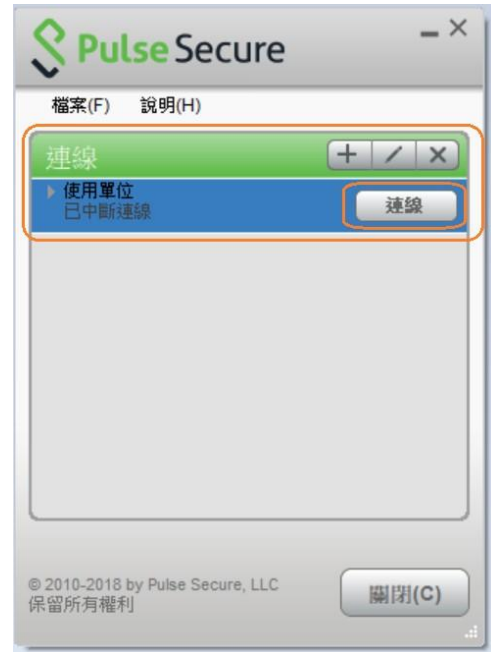 Pulse Secure
檔案(F) 說明(H)
連線
使用單位
已中斷連線
連線
© 2010-2018 by Pulse Secure, LLC
保留所有權利
關閉(C)